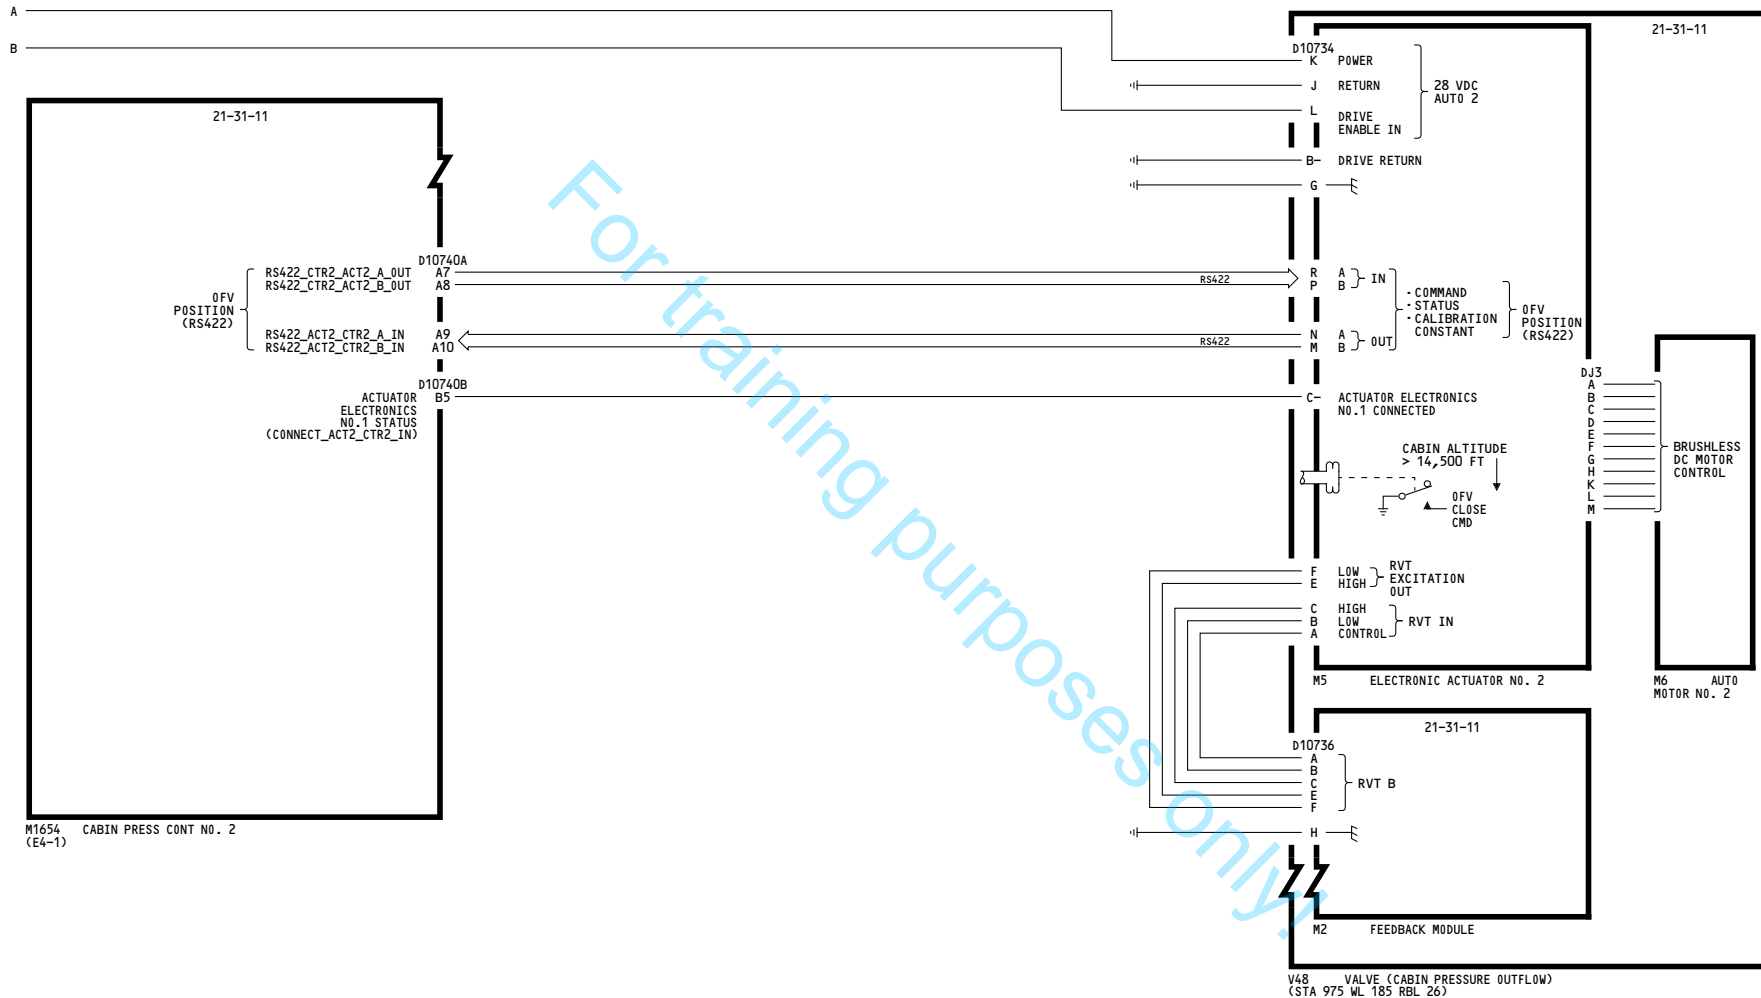 A
B
21-31-11
D10740A
OFV
POSITION
(RS422)
RS422_CTR2_ACT2_A_OUT A7
RS422_CTR2_ACT2_B_OUT A8
RS422_ACT2_CTR2_A_IN A9
RS422_ACT2_CTR2_B_IN A10
D10740B
ACTUATOR B5
ELECTRONICS
NO.1 STATUS
(CONNECT_ACT2_CTR2_IN)
M1654 CABIN PRESS CONT NO. 2
(E4-1)
RS422
RS422
21-31-11
D10734
K POWER
J RETURN
L DRIVE
ENABLE IN
28 VDC
AUTO 2
B- DRIVE RETURN
G
R A
P B
IN
N A
M B
OUT
- COMMAND
- STATUS
- CALIBRATION
CONSTANT
OFV
POSITION
(RS422)
C- ACTUATOR ELECTRONICS
NO.1 CONNECTED
CABIN ALTITUDE
> 14,500 FT
OFV
CLOSE
CMD
DJ3
A
B
C
D
E
F
G
H
K
L
M
BRUSHLESS
DC MOTOR
CONTROL
F LOW
E HIGH
RVT
EXCITATION
OUT
C HIGH
B LOW
A CONTROL
RVT IN
M5 ELECTRONIC ACTUATOR NO. 2
M6 AUTO
MOTOR NO. 2
21-31-11
D10736
A
B
C
E
F
RVT B
H
M2 FEEDBACK MODULE
V48 VALVE (CABIN PRESSURE OUTFLOW)
(STA 975 WL 185 RBL 26)
For training purposes only!